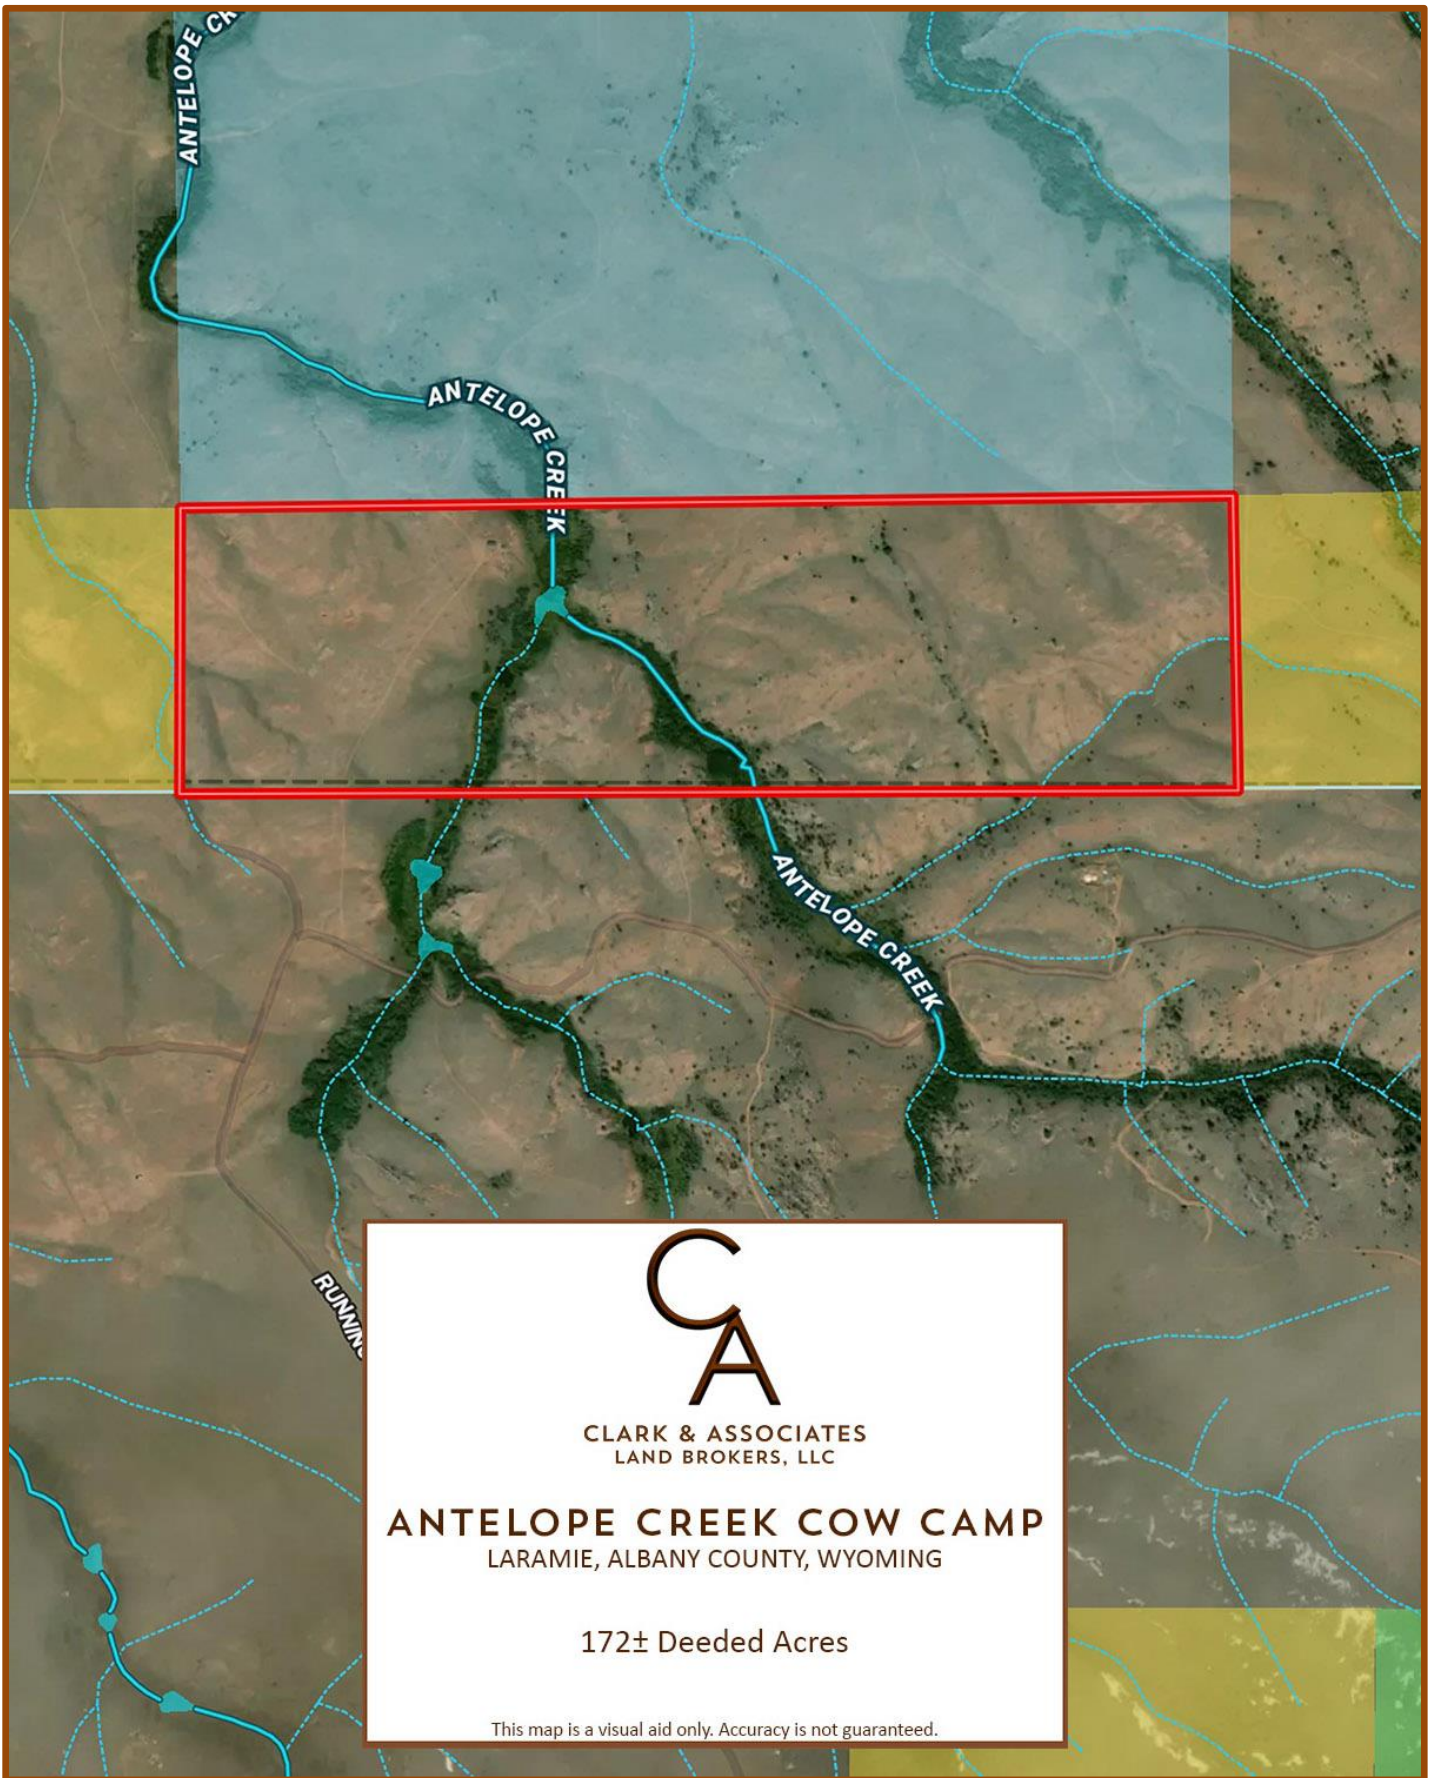 ANTELOPE CR
ANTELOPE CREEK
ANTELOPE CREEK
RUNNING
CA
CLARK & ASSOCIATES
LAND BROKERS, LLC
ANTELOPE CREEK COW CAMP
LARAMIE, ALBANY COUNTY, WYOMING
172± Deeded Acres
This map is a visual aid only. Accuracy is not guaranteed.